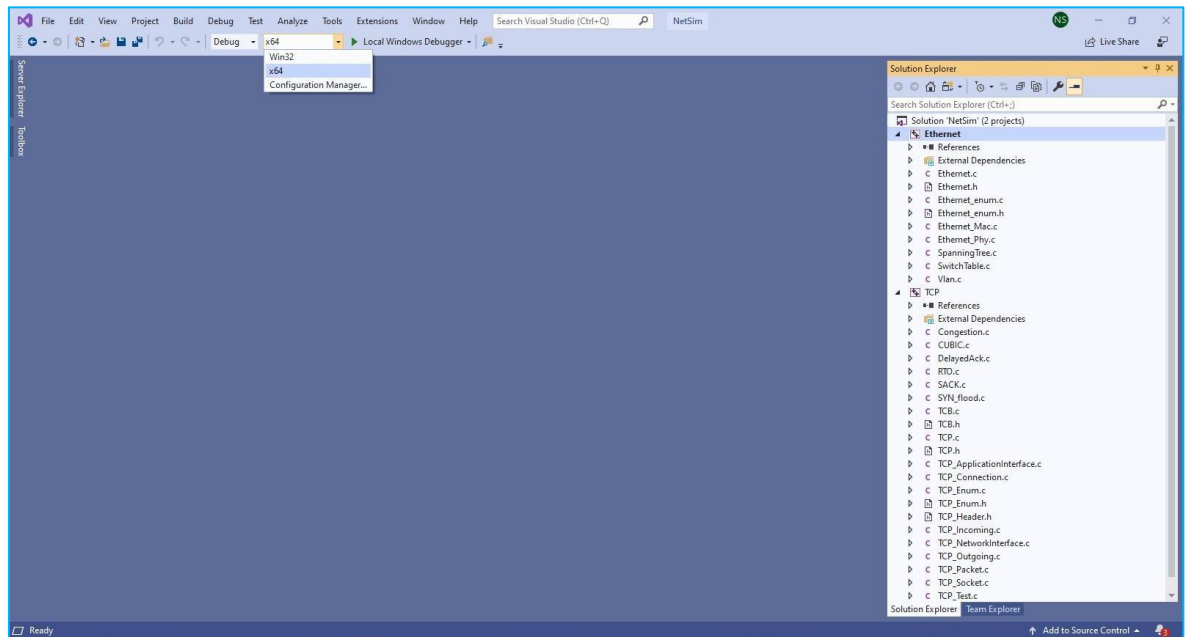 File Edit View Project Build Debug Test Analyze Tools Extensions Window Help Search Visual Studio (Ctrl+Q) NetSim NS
Debug x64 Local Windows Debugger Live Share
Win32
x64
Configuration Manager...
Server Explorer
Toolbox
Solution Explorer
Search Solution Explorer (Ctrl+;)
Solution 'NetSim' (2 projects)
Ethernet
References
External Dependencies
Ethernet.c
Ethernet.h
Ethernet_enum.c
Ethernet_enum.h
Ethernet_Mac.c
Ethernet_Phy.c
SpanningTree.c
SwitchTable.c
Vlan.c
TCP
References
External Dependencies
Congestion.c
CUBIC.c
DelayedAck.c
RTO.c
SACK.c
SYN_flood.c
TCB.c
TCB.h
TCP.c
TCP.h
TCP_ApplicationInterface.c
TCP_Connection.c
TCP_Enum.c
TCP_Enum.h
TCP_Header.h
TCP_Incoming.c
TCP_NetworkInterface.c
TCP_Outgoing.c
TCP_Packet.c
TCP_Socket.c
TCP_Test.c
Solution Explorer Team Explorer
Ready Add to Source Control 3